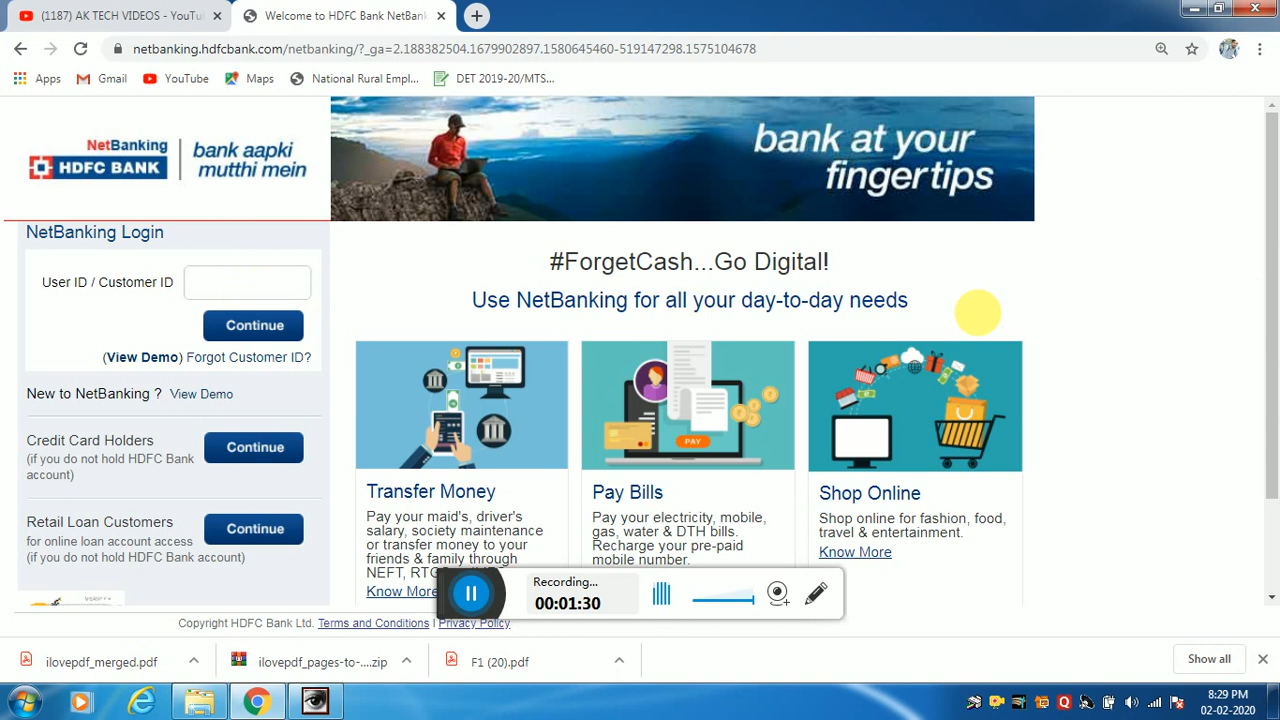 (1187) AK TECH VIDEOS - YouTu
Welcome to HDFC Bank NetBank
netbanking.hdfcbank.com/netbanking/?_ga=2.188382504.1679902897.1580645460-519147298.1575104678
Apps
Gmail
YouTube
Maps
National Rural Empl...
DET 2019-20/MTS...
NetBanking
HDFC BANK
bank aapki
mutthi mein
bank at your
fingertips
NetBanking Login
User ID / Customer ID
Continue
(View Demo) Forgot Customer ID?
New to NetBanking ? View Demo
Credit Card Holders
(if you do not hold HDFC Bank
account)
Continue
Retail Loan Customers
for online loan account access
(if you do not hold HDFC Bank account)
Continue
#ForgetCash...Go Digital!
Use NetBanking for all your day-to-day needs
PAY
Transfer Money
Pay your maid's, driver's
salary, society maintenance
or transfer money to your
friends & family through
NEFT, RTG
Know More
Pay Bills
Pay your electricity, mobile,
gas, water & DTH bills.
Recharge your pre-paid
mobile number.
Shop Online
Shop online for fashion, food,
travel & entertainment.
Know More
Recording...
00:01:30
Copyright HDFC Bank Ltd. Terms and Conditions | Privacy Policy
ilovepdf_merged.pdf
ilovepdf_pages-to-....zip
F1 (20).pdf
Show all
8:29 PM
02-02-2020